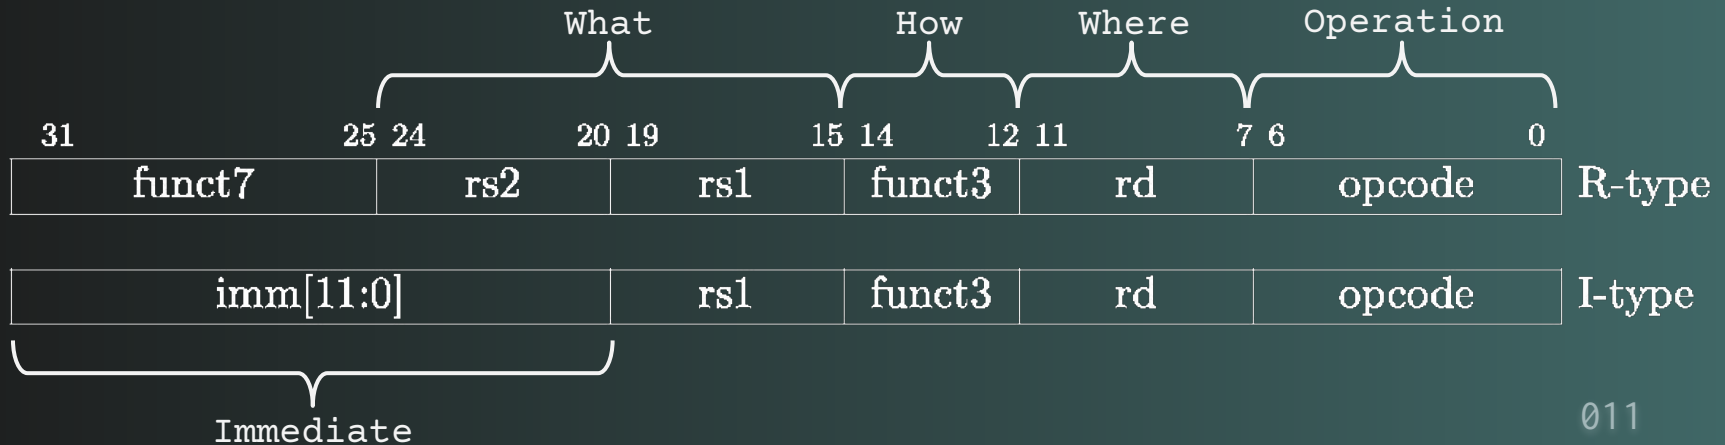 What How Where Operation
31 25 24 20 19 15 14 12 11 7 6 0
funct7 rs2 rs1 funct3 rd opcode R-type
imm[11:0] rs1 funct3 rd opcode I-type
Immediate
011